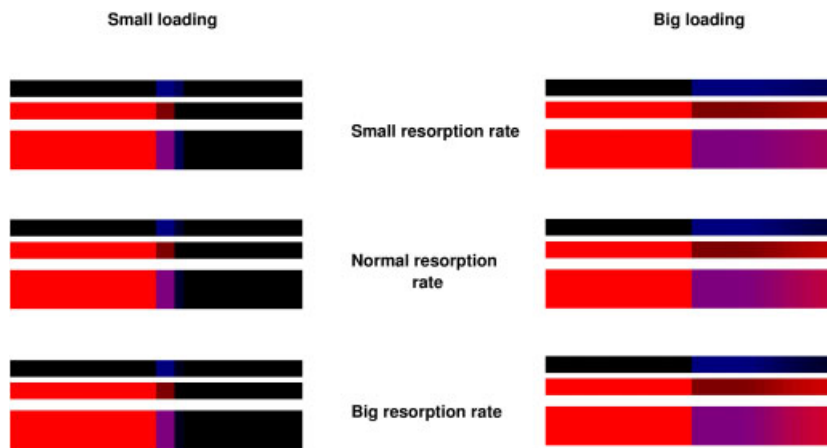 Small loading
Big loading
Small resorption rate
Normal resorption
rate
Big resorption rate